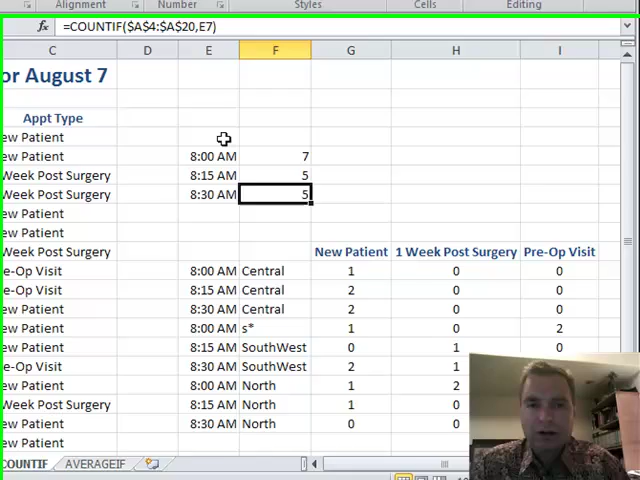 Alignment Number Styles Cells Editing
fx =COUNTIF($A$4:$A$20,E7)
C D E F G H I
or August 7
Appt Type
ew Patient
ew Patient 8:00 AM 7
Week Post Surgery 8:15 AM 5
Week Post Surgery 8:30 AM 5
ew Patient
ew Patient
Week Post Surgery New Patient 1 Week Post Surgery Pre-Op Visit
e-Op Visit 8:00 AM Central 1 0 0
e-Op Visit 8:15 AM Central 2 0 0
ew Patient 8:30 AM Central 2 0 0
ew Patient 8:00 AM s* 1 0 2
ew Patient 8:15 AM SouthWest 0 1 0
e-Op Visit 8:30 AM SouthWest 2 1
ew Patient 8:00 AM North 1 2
Week Post Surgery 8:15 AM North 1 0
ew Patient 8:30 AM North 0 0
ew Patient
COUNTIF AVERAGEIF